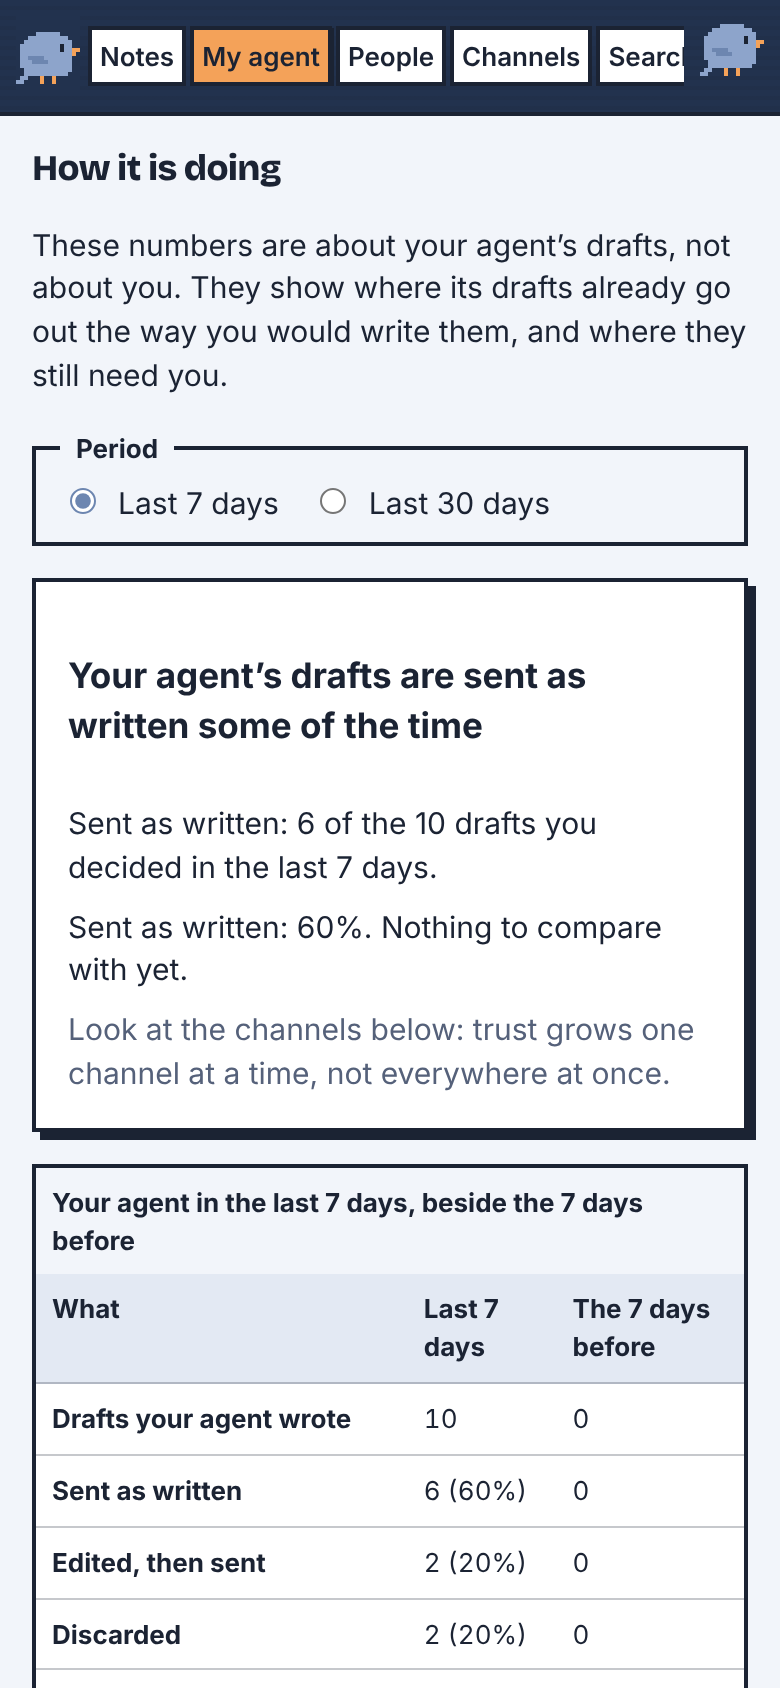 Notes
My agent
People
Channels
Search
How it is doing
These numbers are about your agent’s drafts, not
about you. They show where its drafts already go
out the way you would write them, and where they
still need you.
Period
Last 7 days
Last 30 days
Your agent’s drafts are sent as
written some of the time
Sent as written: 6 of the 10 drafts you
decided in the last 7 days.
Sent as written: 60%. Nothing to compare
with yet.
Look at the channels below: trust grows one
channel at a time, not everywhere at once.
Your agent in the last 7 days, beside the 7 days
before
What
Last 7
days
The 7 days
before
Drafts your agent wrote 10 0
Sent as written 6 (60%) 0
Edited, then sent 2 (20%) 0
Discarded 2 (20%) 0